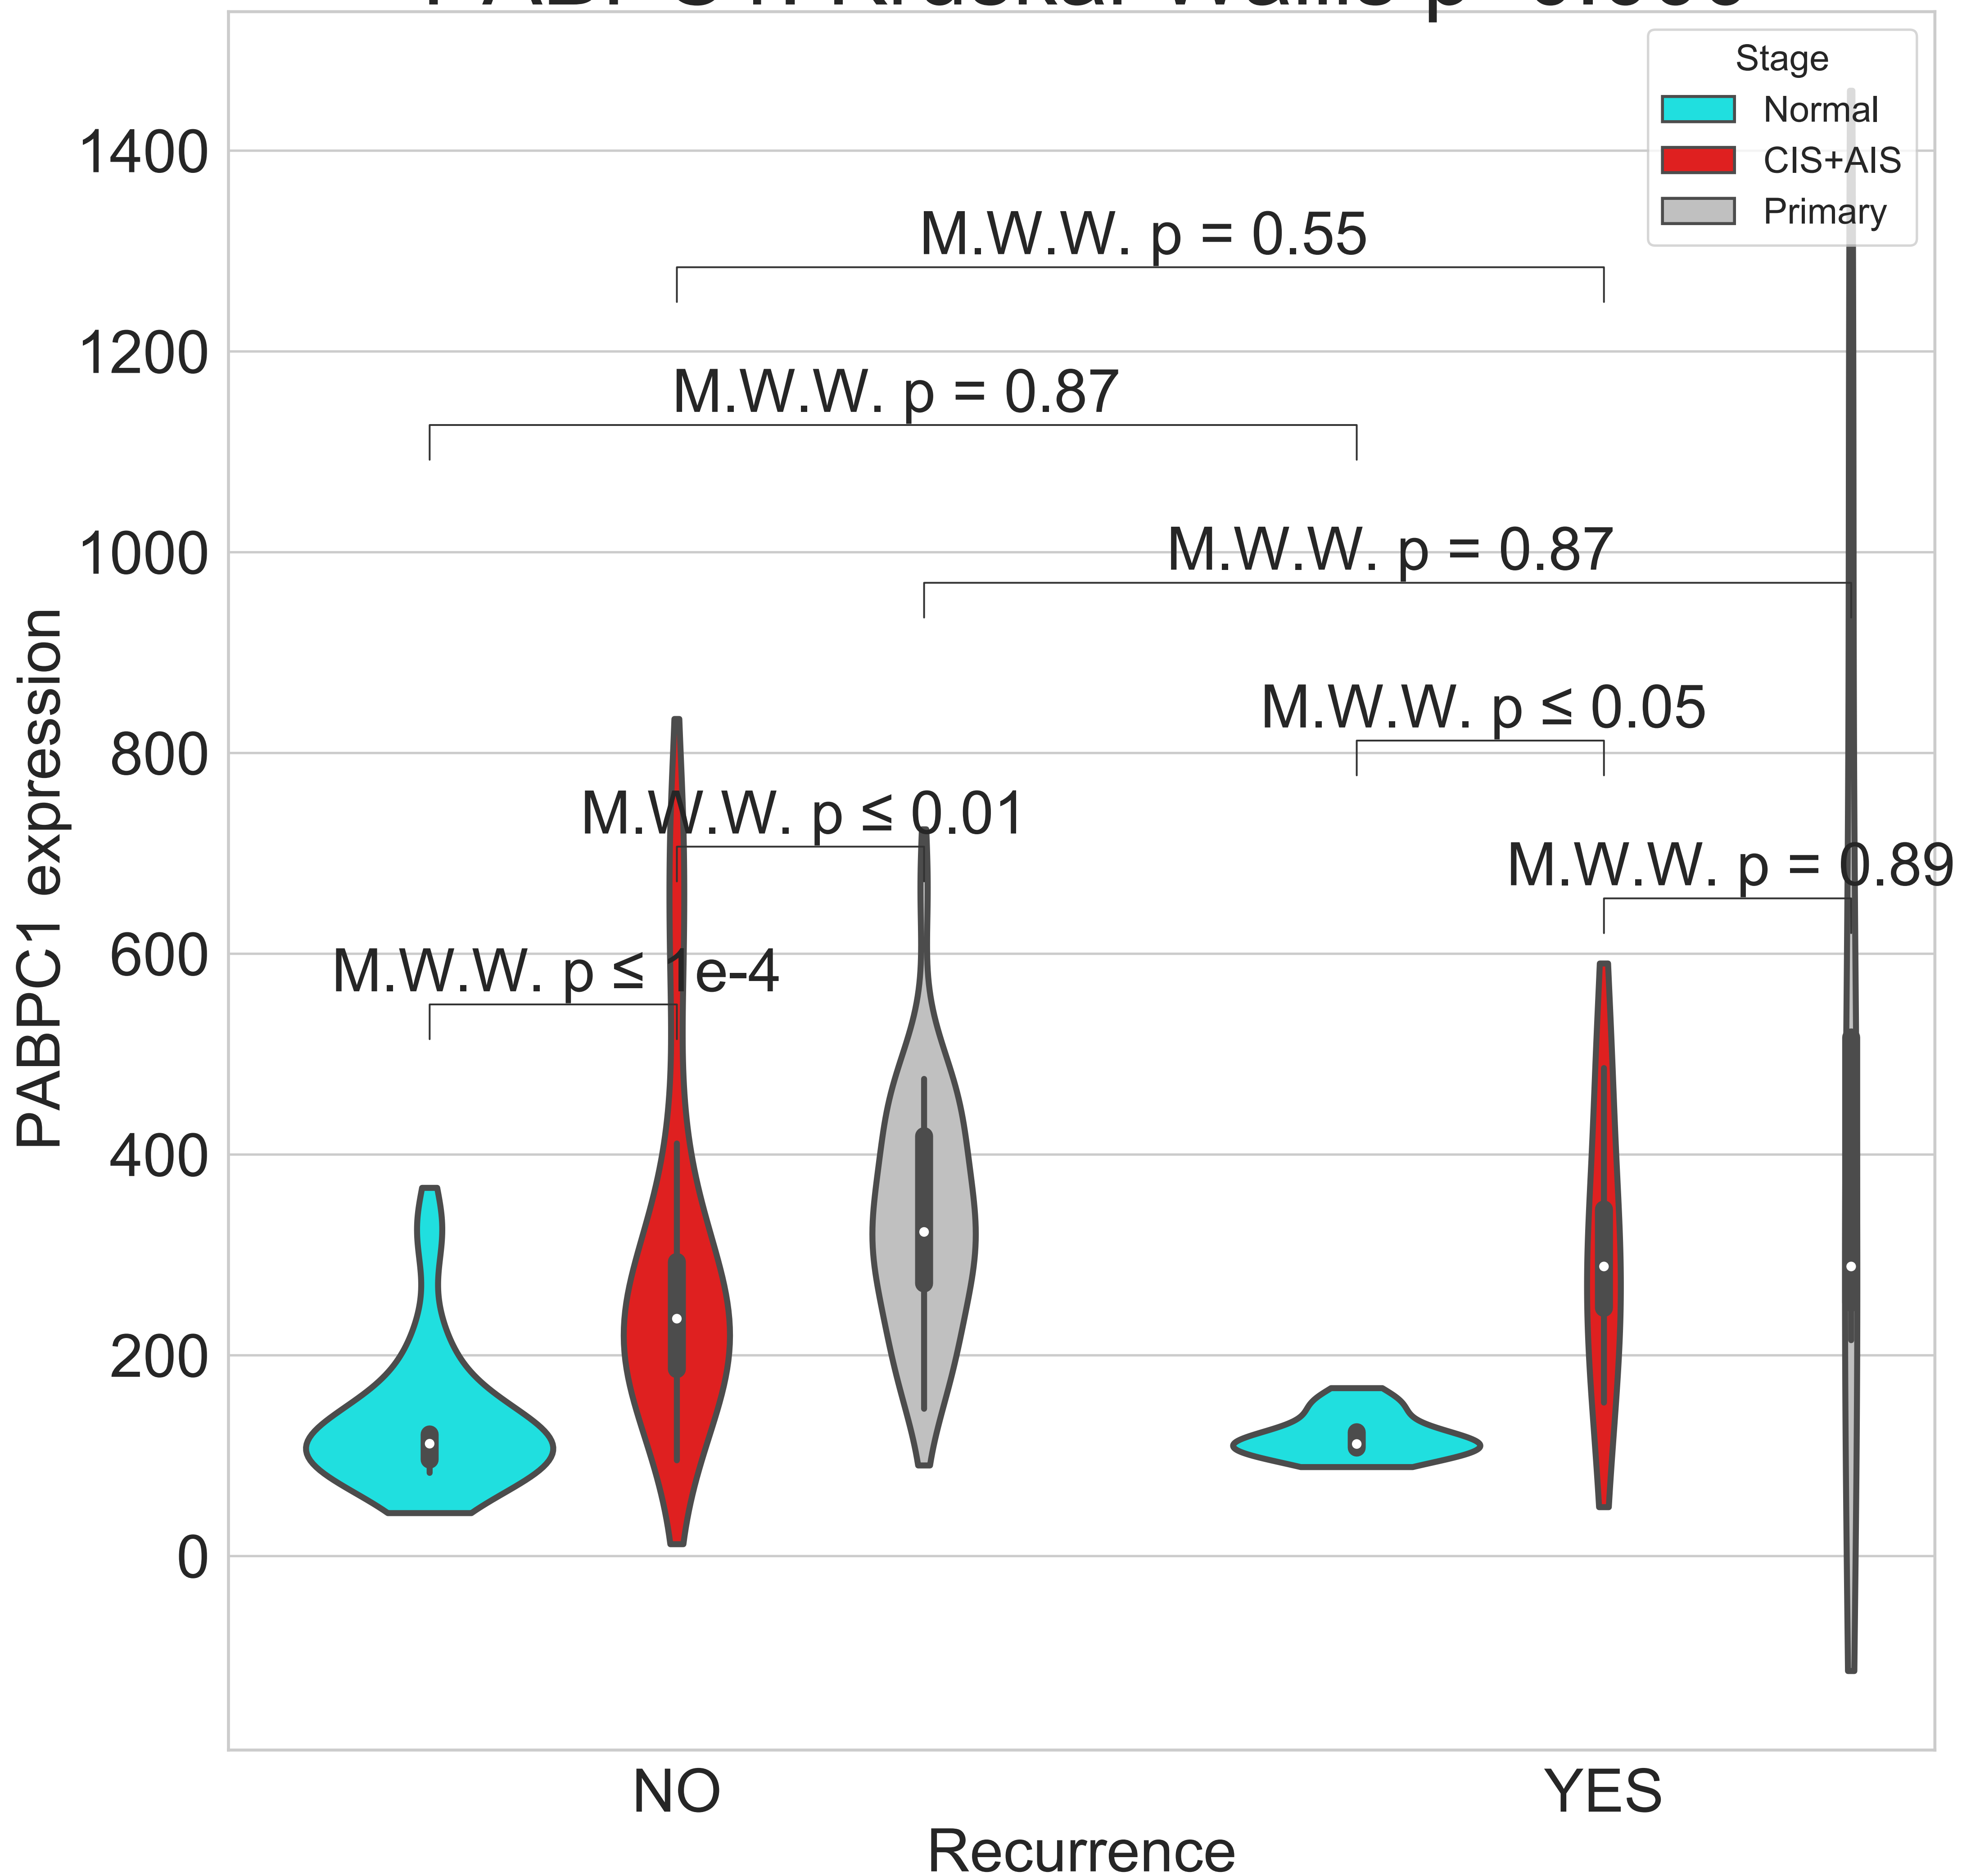 Stage
Normal
CIS+AIS
Primary
1400
1200
1000
800
600
400
200
0
PABPC1 expression
M.W.W. p = 0.55
M.W.W. p = 0.87
M.W.W. p = 0.87
M.W.W. p ≤ 0.05
M.W.W. p ≤ 0.01
M.W.W. p = 0.89
M.W.W. p ≤ 1e-4
NO
YES
Recurrence